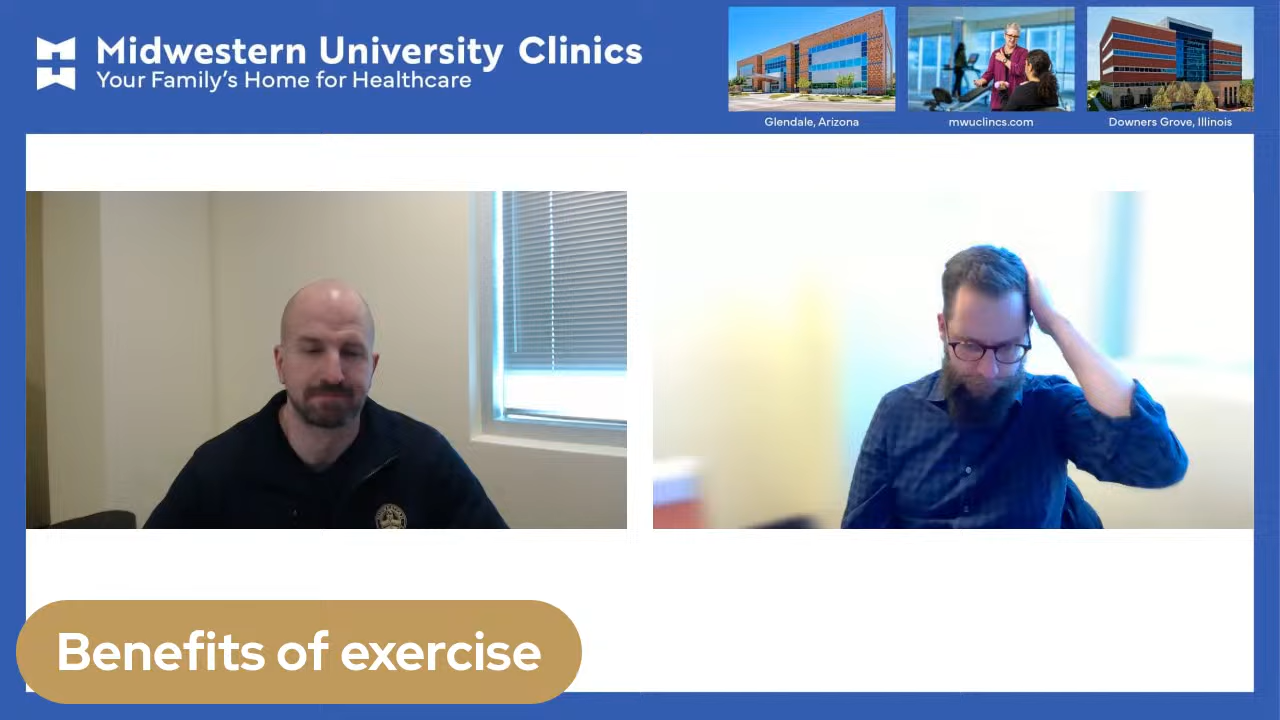 Midwestern University Clinics
Your Family's Home for Healthcare
Glendale, Arizona
mwuclincs.com
Downers Grove, Illinois
Benefits of exercise